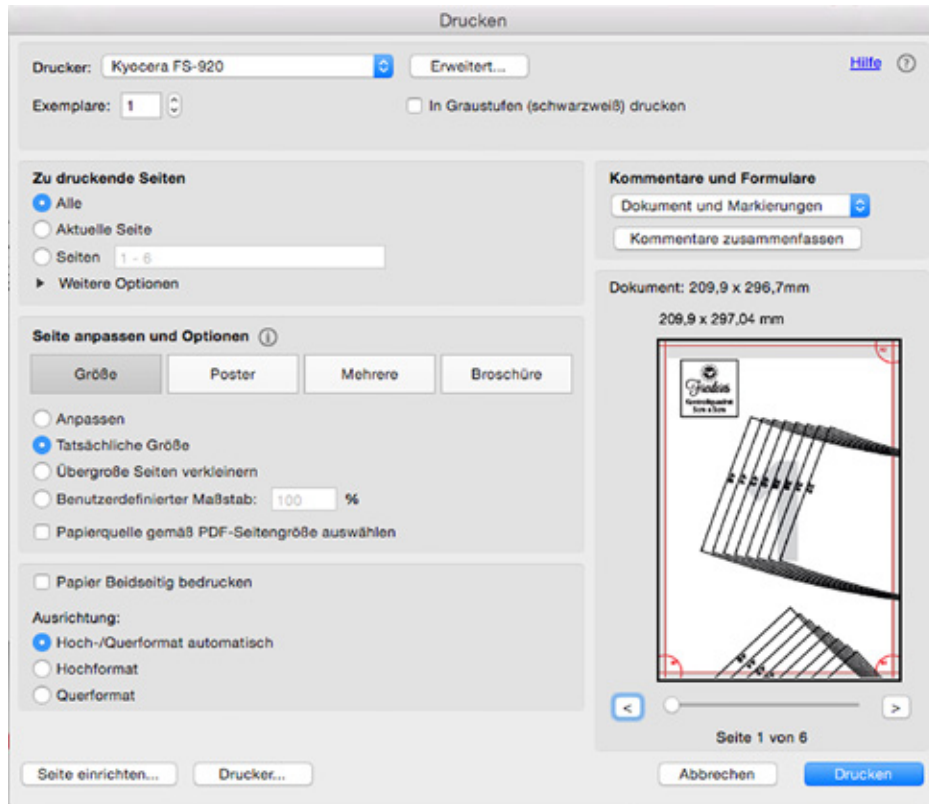 Drucken
Drucker: Kyocera FS-920 Erweitert... Hilfe ?
Exemplare: 1 In Graustufen (schwarzweiß) drucken
Zu druckende Seiten
Alle
Aktuelle Seite
Seiten 1 - 6
Weitere Optionen
Seite anpassen und Optionen i
Größe Poster Mehrere Broschüre
Anpassen
Tatsächliche Größe
Übergroße Seiten verkleinern
Benutzerdefinierter Maßstab: 100 %
Papierquelle gemäß PDF-Seitengröße auswählen
Papier Beidseitig bedrucken
Ausrichtung:
Hoch-/Querformat automatisch
Hochformat
Querformat
Kommentare und Formulare
Dokument und Markierungen
Kommentare zusammenfassen
Dokument: 209,9 x 296,7mm
209,9 x 297,04 mm
Kontrollquadrat
5cm x 5cm
< >
Seite 1 von 6
Seite einrichten... Drucker... Abbrechen Drucken